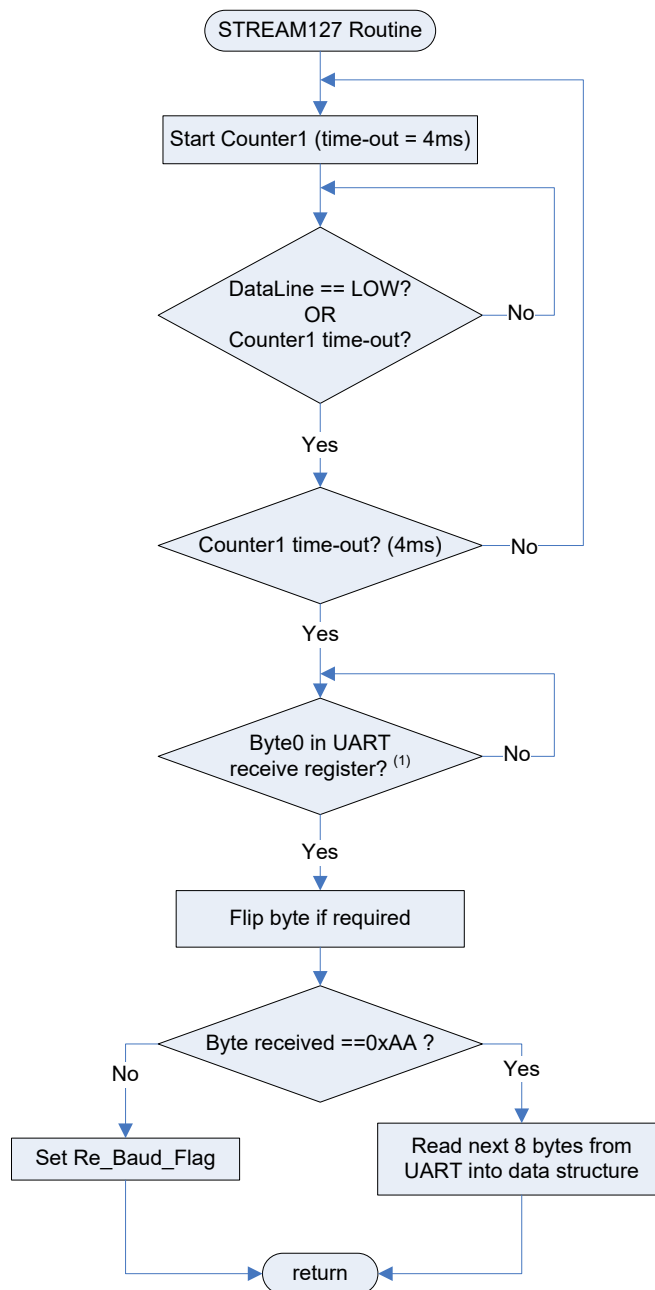 STREAM127 Routine
Start Counter1 (time-out = 4ms)
DataLine == LOW?
OR
Counter1 time-out?
No
Yes
Counter1 time-out? (4ms)
No
Yes
Byte0 in UART
receive register? (1)
No
Yes
Flip byte if required
Byte received ==0xAA ?
No
Yes
Set Re_Baud_Flag
Read next 8 bytes from
UART into data structure
return